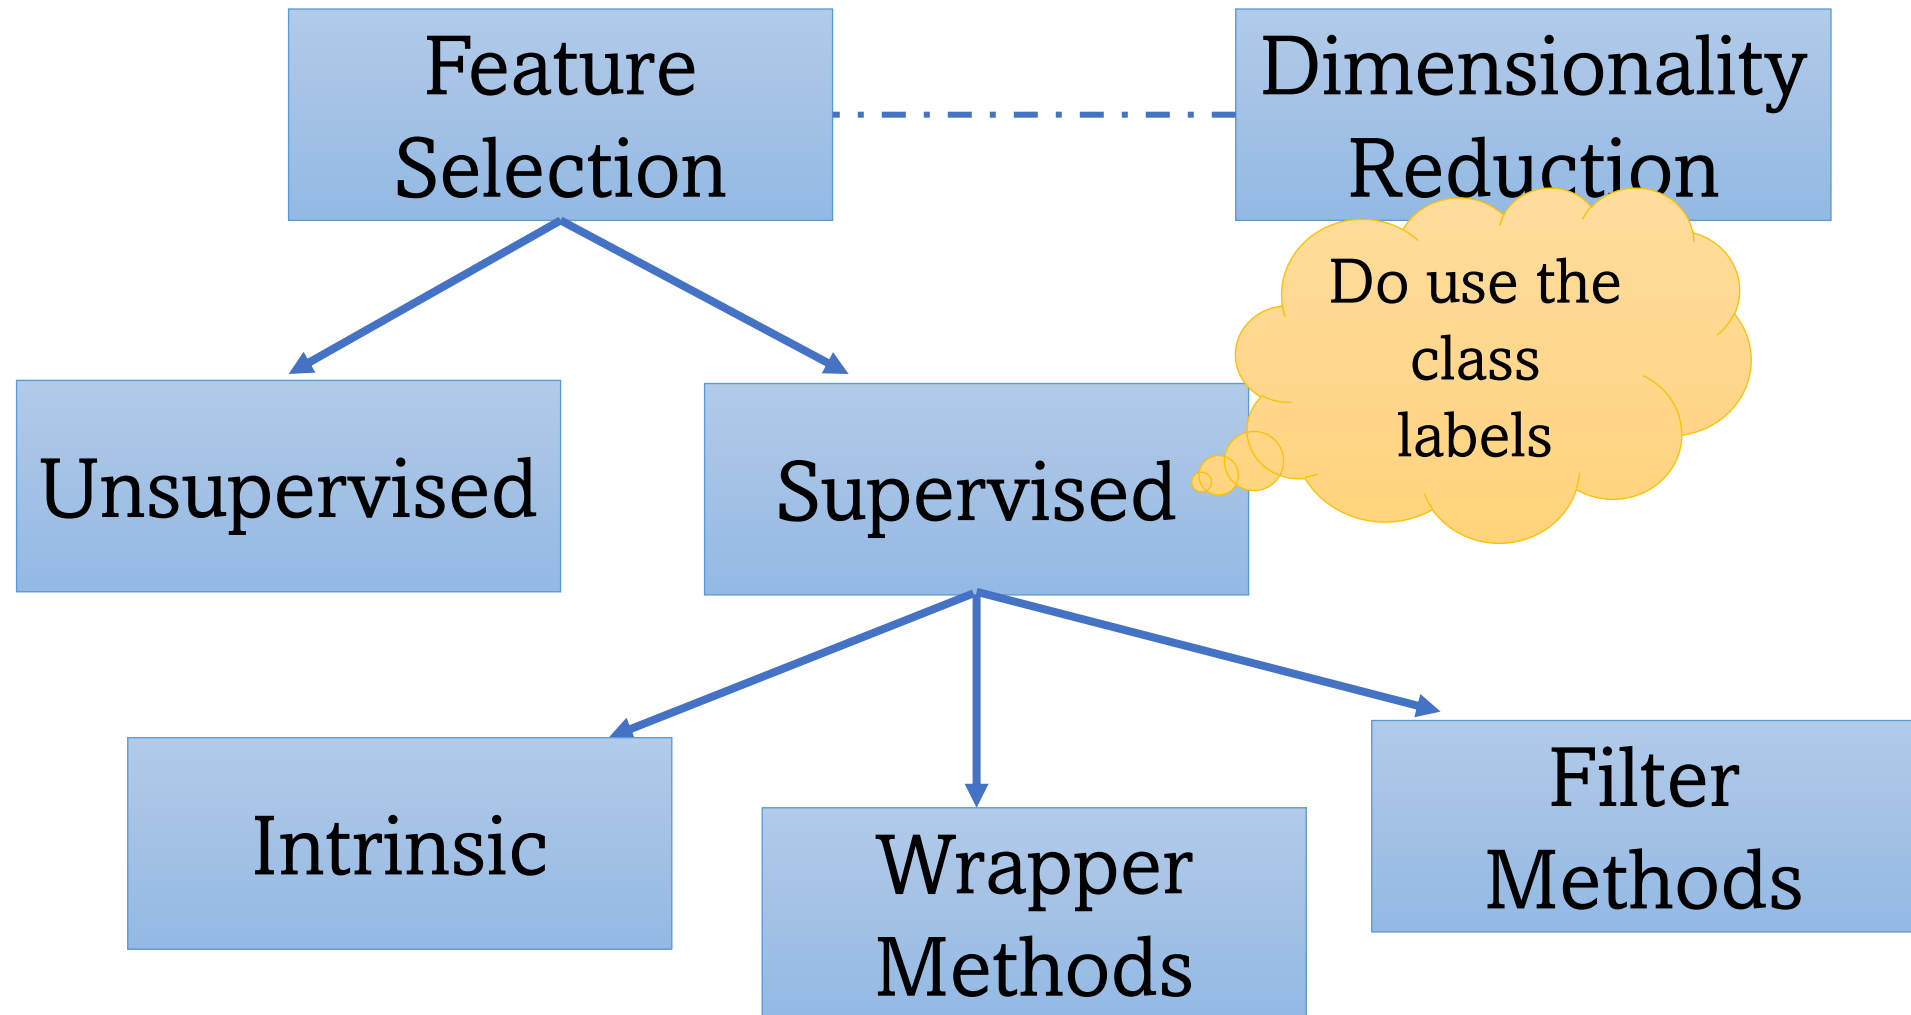 Feature
Selection
Dimensionality
Reduction
Do use the
class
labels
Unsupervised
Supervised
Intrinsic
Wrapper
Methods
Filter
Methods